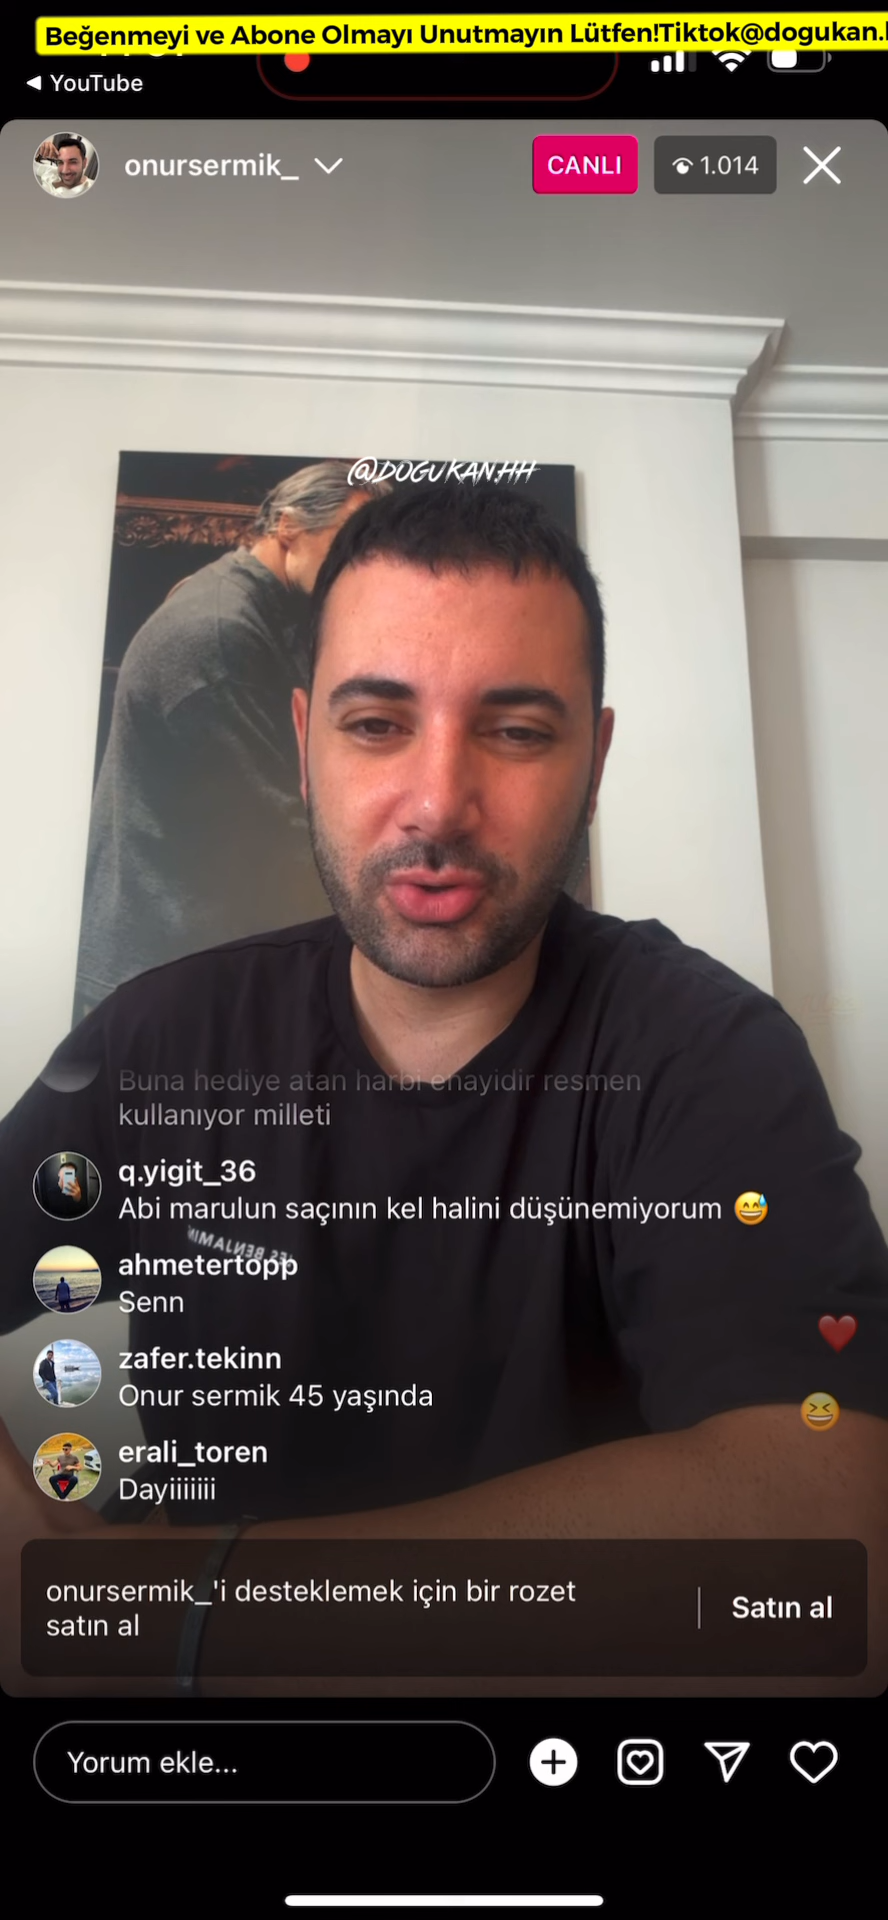 Beğenmeyi ve Abone Olmayı Unutmayın Lütfen!Tiktok@dogukan.
YouTube
onursermik_
CANLI
1.014
@DOGUKAN.HH
Buna hediye atan harbi enayidir resmen
kullanıyor milleti
q.yigit_36
Abi marulun saçının kel halini düşünemiyorum 😅
ahmetertopp
Senn
zafer.tekinn
Onur sermik 45 yaşında
erali_toren
Dayiiiiiii
onursermik_'i desteklemek için bir rozet
satın al
Satın al
Yorum ekle...